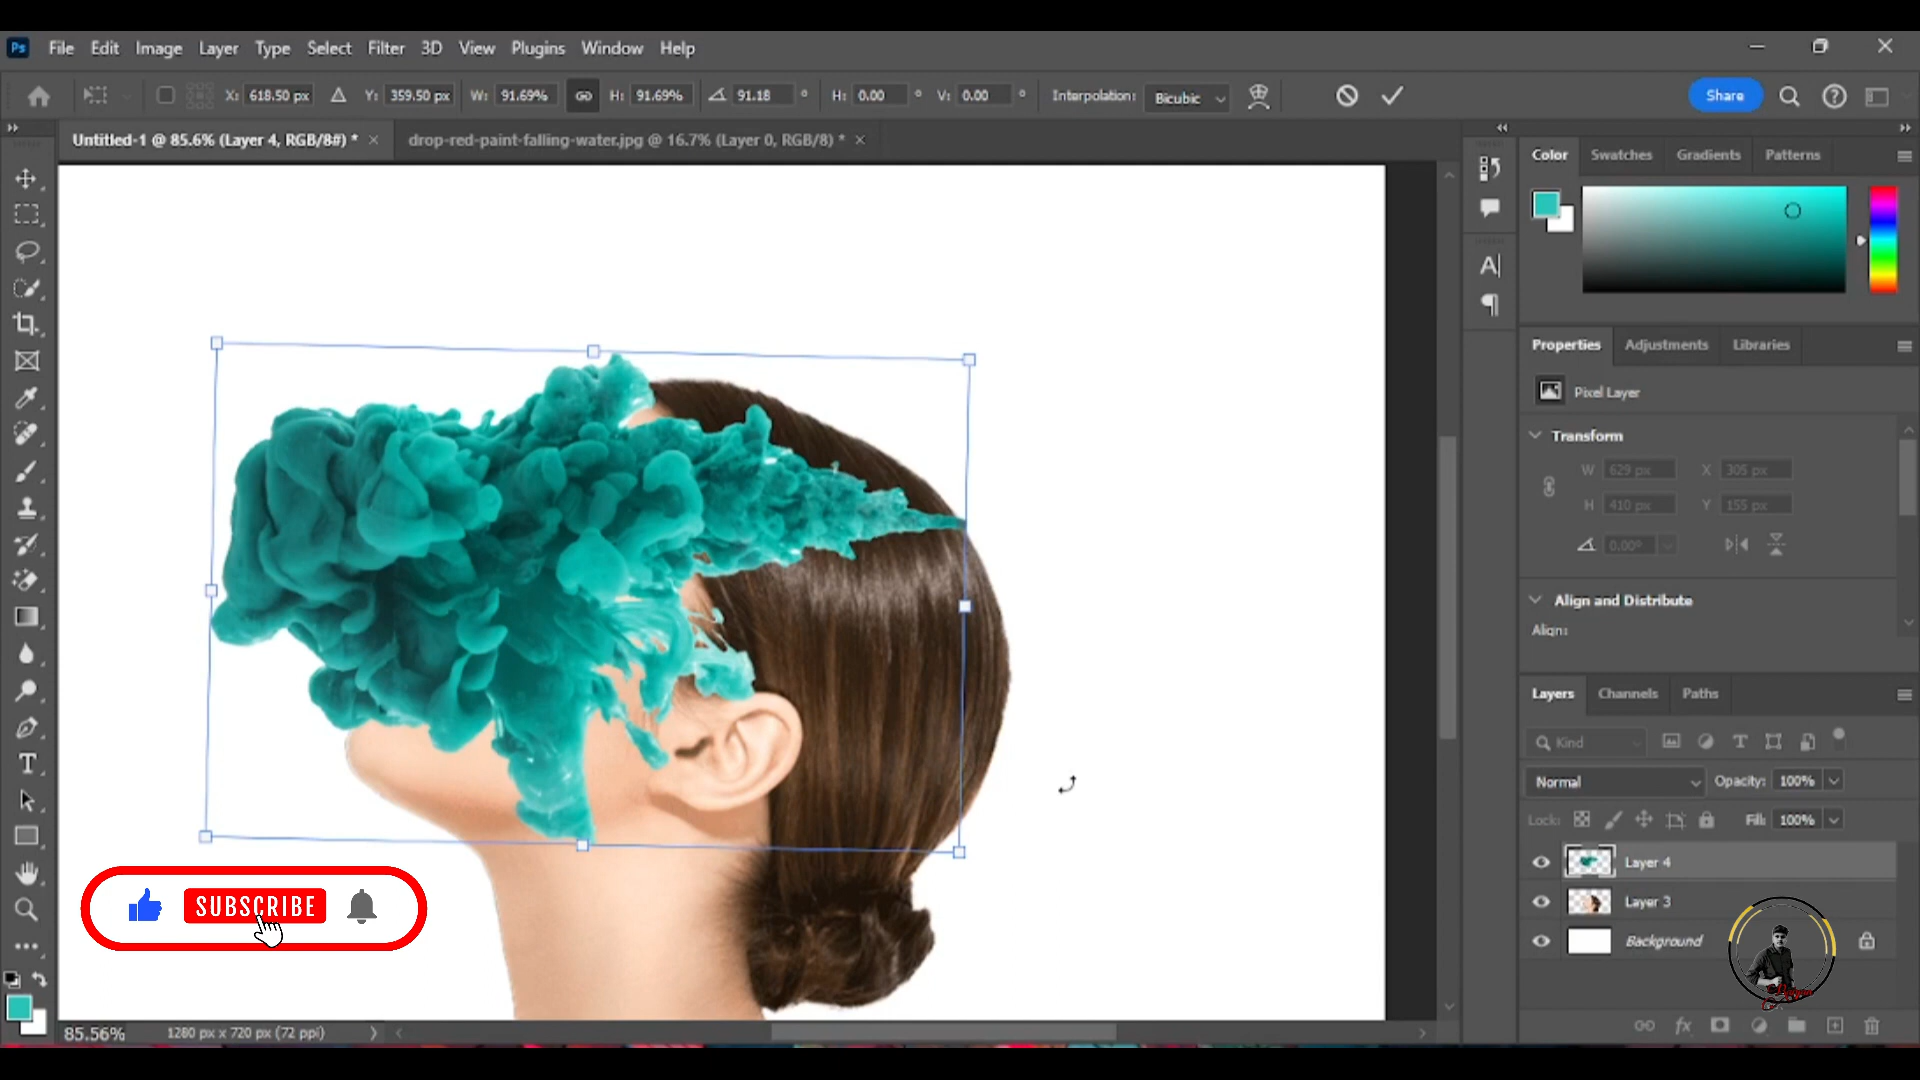 Ps File Edit Image Layer Type Select Filter 3D View Plugins Window Help
X: 618.50 px Y: 359.50 px W: 91.69% H: 91.69% 91.18 ° H: 0.00 ° V: 0.00 ° Interpolation: Bicubic Share
Untitled-1 @ 85.6% (Layer 4, RGB/8#) * × drop-red-paint-falling-water.jpg @ 16.7% (Layer 0, RGB/8) * ×
Color Swatches Gradients Patterns
Properties Adjustments Libraries
Pixel Layer
Transform
W 629 px X 305 px
H 410 px Y 155 px
0.00°
Align and Distribute
Align:
Layers Channels Paths
Kind
Normal Opacity: 100%
Lock: Fill: 100%
Layer 4
Layer 3
Background
SUBSCRIBE
85.56% 1280 px x 720 px (72 ppi)